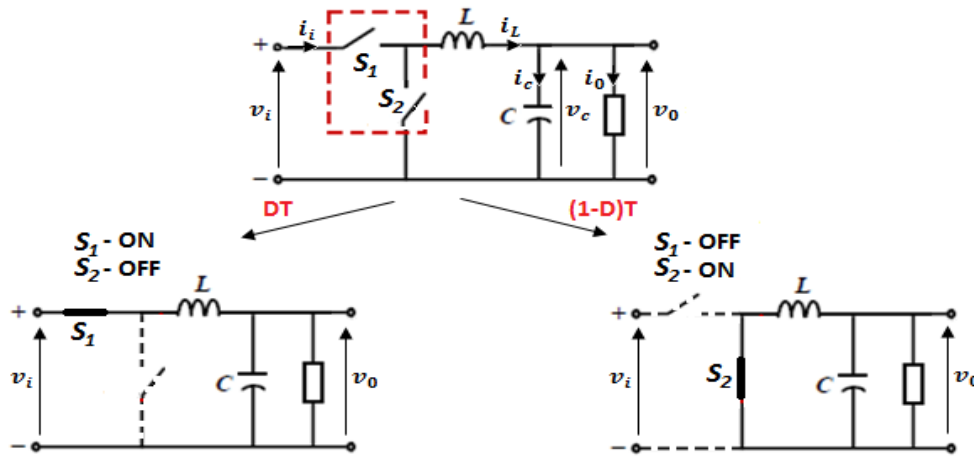 L
+ i_i i_L
S_1
i_c i_0
S_2
v_i C v_c v_0
−
DT (1-D)T
S_1 - ON
S_2 - OFF
L
+
S_1
v_i C v_0
−
S_1 - OFF
S_2 - ON
L
+
v_i S_2 C v_0
−